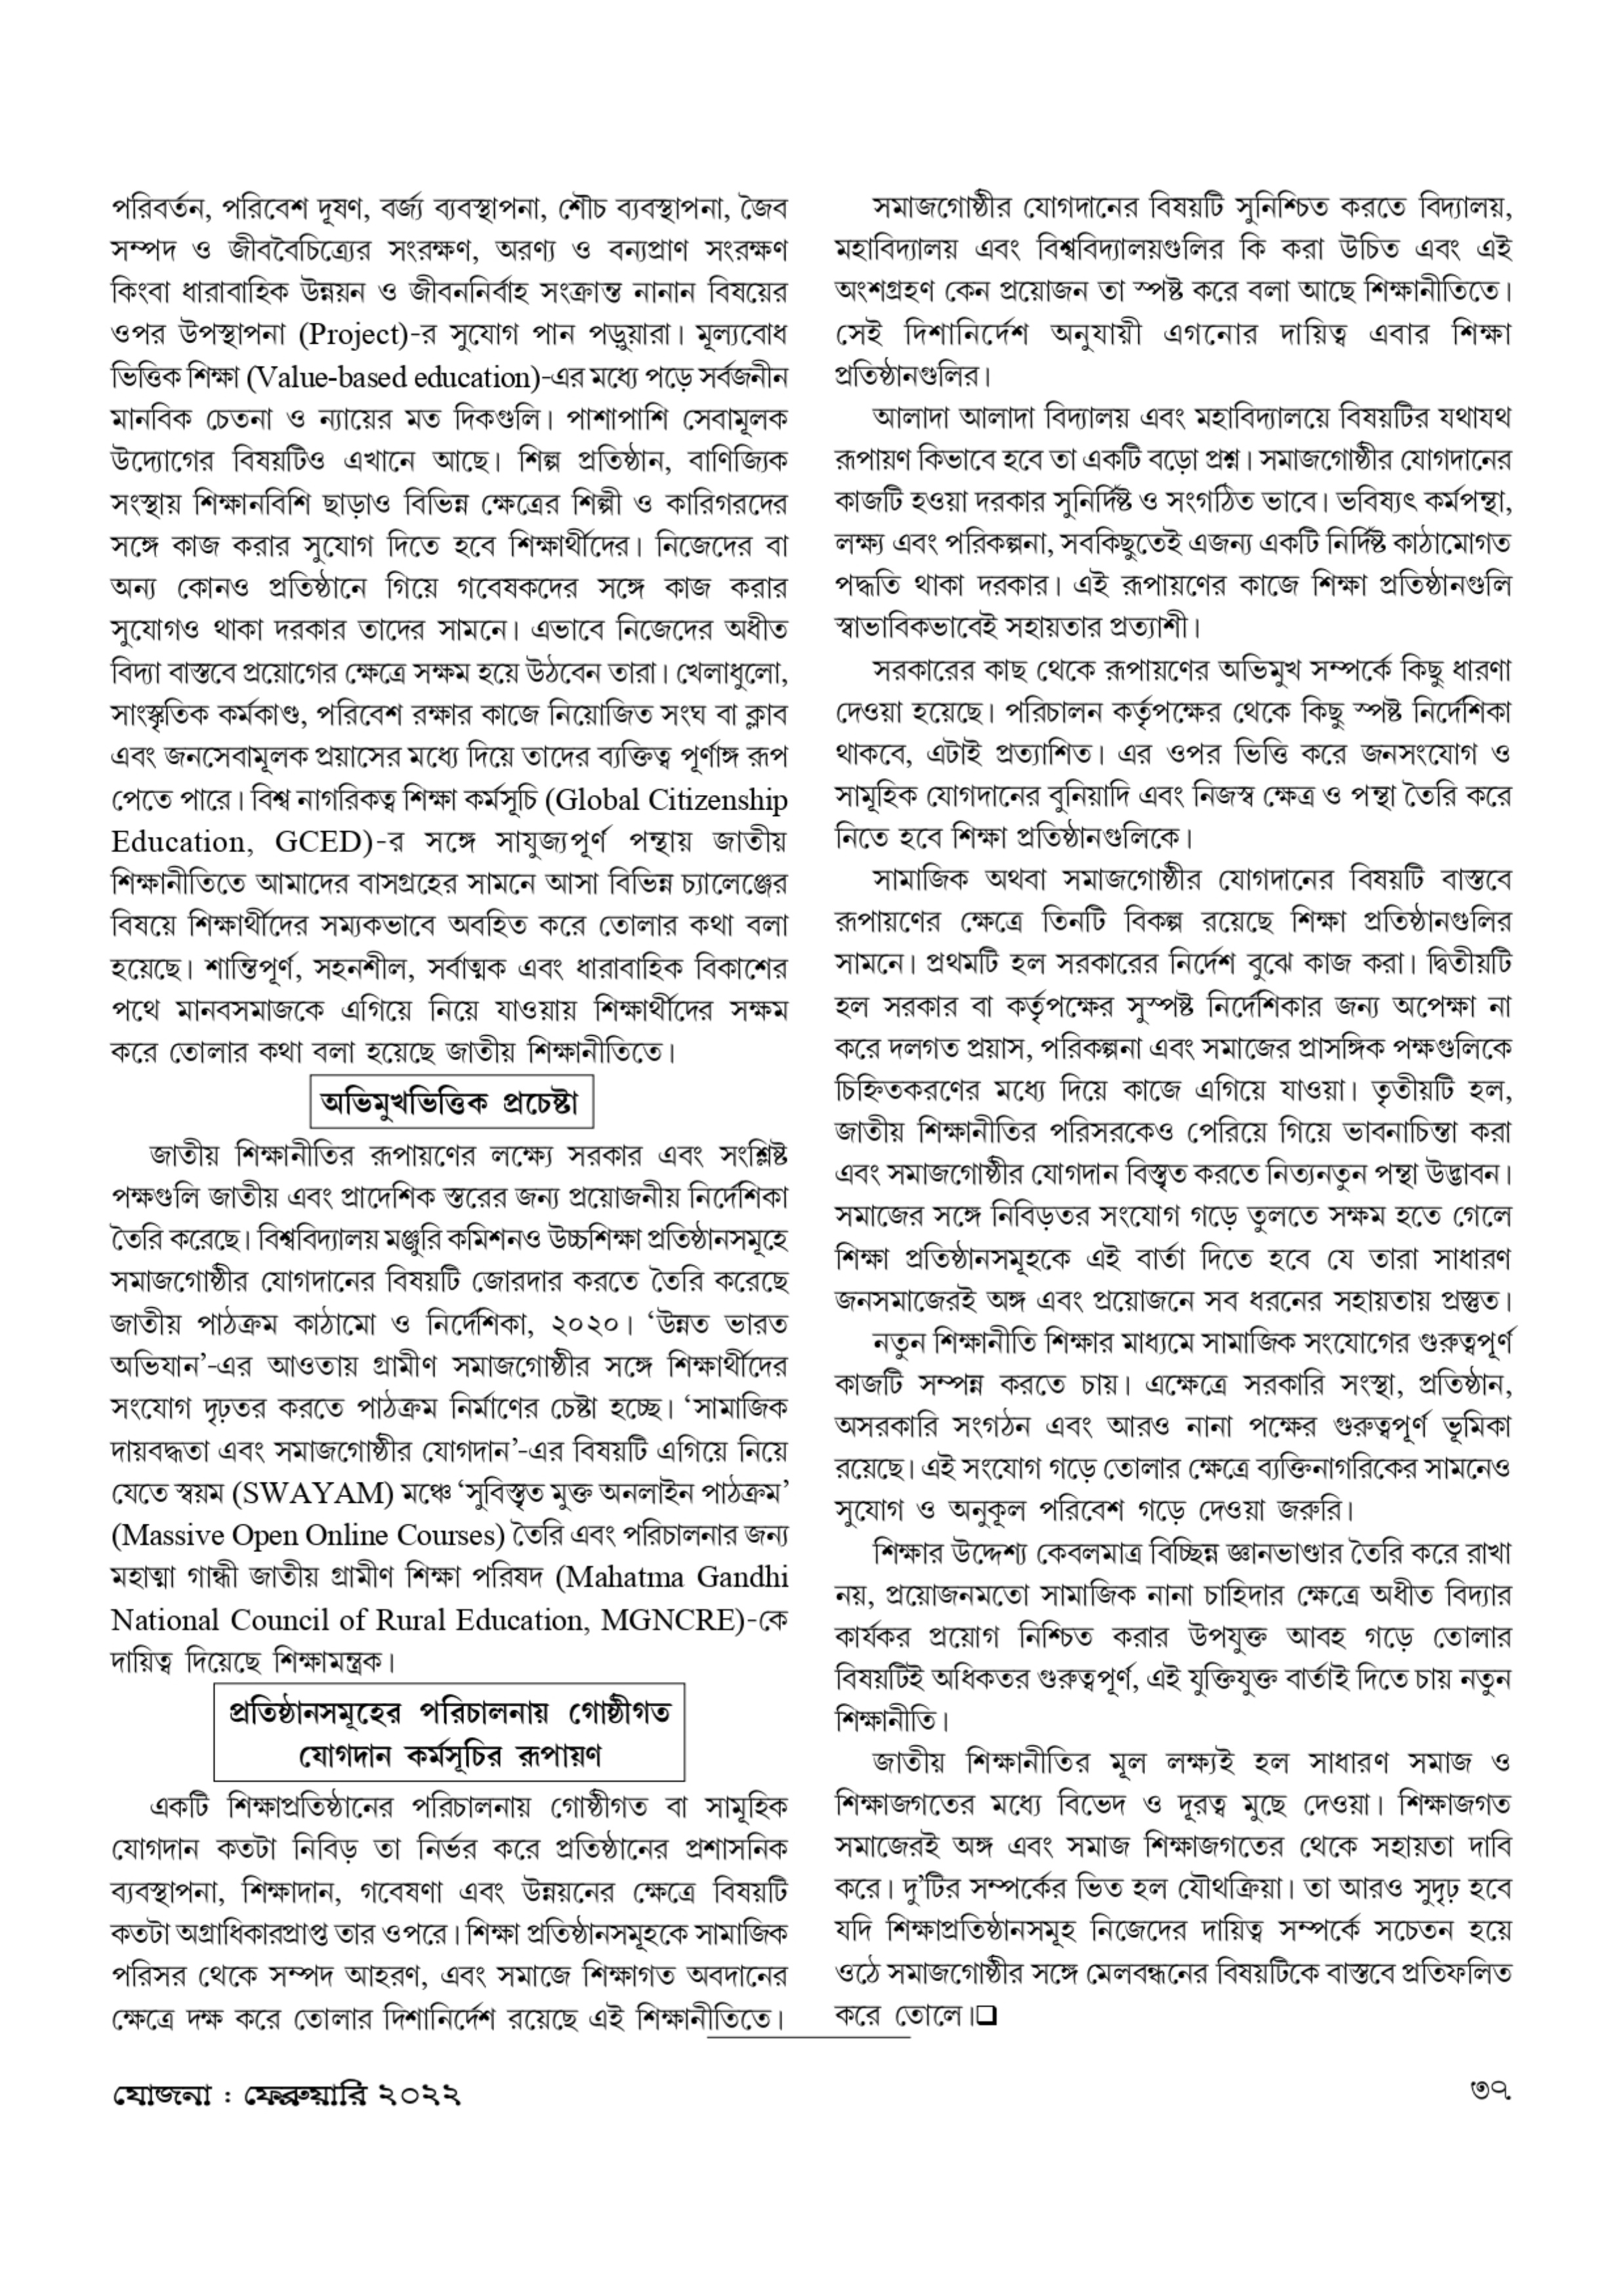 পরিবর্তন, পরিবেশ দূষণ, বর্জ্য ব্যবস্থাপনা, শৌচ ব্যবস্থাপনা, জৈব
সম্পদ ও জীববৈচিত্র্যের সংরক্ষণ, অরণ্য ও বন্যপ্রাণ সংরক্ষণ
কিংবা ধারাবাহিক উন্নয়ন ও জীবননির্বাহ সংক্রান্ত নানান বিষয়ের
ওপর উপস্থাপনা (Project)-র সুযোগ পান পড়ুয়ারা। মূল্যবোধ
ভিত্তিক শিক্ষা (Value-based education)-এর মধ্যে পড়ে সর্বজনীন
মানবিক চেতনা ও ন্যায়ের মত দিকগুলি। পাশাপাশি সেবামূলক
উদ্যোগের বিষয়টিও এখানে আছে। শিল্প প্রতিষ্ঠান, বাণিজ্যিক
সংস্থায় শিক্ষানবিশি ছাড়াও বিভিন্ন ক্ষেত্রের শিল্পী ও কারিগরদের
সঙ্গে কাজ করার সুযোগ দিতে হবে শিক্ষার্থীদের। নিজেদের বা
অন্য কোনও প্রতিষ্ঠানে গিয়ে গবেষকদের সঙ্গে কাজ করার
সুযোগও থাকা দরকার তাদের সামনে। এভাবে নিজেদের অধীত
বিদ্যা বাস্তবে প্রয়োগের ক্ষেত্রে সক্ষম হয়ে উঠবেন তারা। খেলাধুলো,
সাংস্কৃতিক কর্মকাণ্ড, পরিবেশ রক্ষার কাজে নিয়োজিত সংঘ বা ক্লাব
এবং জনসেবামূলক প্রয়াসের মধ্যে দিয়ে তাদের ব্যক্তিত্ব পূর্ণাঙ্গ রূপ
পেতে পারে। বিশ্ব নাগরিকত্ব শিক্ষা কর্মসূচি (Global Citizenship
Education, GCED)-র সঙ্গে সাযুজ্যপূর্ণ পন্থায় জাতীয়
শিক্ষানীতিতে আমাদের বাসগ্রহের সামনে আসা বিভিন্ন চ্যালেঞ্জের
বিষয়ে শিক্ষার্থীদের সম্যকভাবে অবহিত করে তোলার কথা বলা
হয়েছে। শান্তিপূর্ণ, সহনশীল, সর্বাত্মক এবং ধারাবাহিক বিকাশের
পথে মানবসমাজকে এগিয়ে নিয়ে যাওয়ায় শিক্ষার্থীদের সক্ষম
করে তোলার কথা বলা হয়েছে জাতীয় শিক্ষানীতিতে।
অভিমুখভিত্তিক প্রচেষ্টা
জাতীয় শিক্ষানীতির রূপায়ণের লক্ষ্যে সরকার এবং সংশ্লিষ্ট
পক্ষগুলি জাতীয় এবং প্রাদেশিক স্তরের জন্য প্রয়োজনীয় নির্দেশিকা
তৈরি করেছে। বিশ্ববিদ্যালয় মঞ্জুরি কমিশনও উচ্চশিক্ষা প্রতিষ্ঠানসমূহে
সমাজগোষ্ঠীর যোগদানের বিষয়টি জোরদার করতে তৈরি করেছে
জাতীয় পাঠক্রম কাঠামো ও নির্দেশিকা, ২০২০। ‘উন্নত ভারত
অভিযান’-এর আওতায় গ্রামীণ সমাজগোষ্ঠীর সঙ্গে শিক্ষার্থীদের
সংযোগ দৃঢ়তর করতে পাঠক্রম নির্মাণের চেষ্টা হচ্ছে। ‘সামাজিক
দায়বদ্ধতা এবং সমাজগোষ্ঠীর যোগদান’-এর বিষয়টি এগিয়ে নিয়ে
যেতে স্বয়ম (SWAYAM) মঞ্চে ‘সুবিস্তৃত মুক্ত অনলাইন পাঠক্রম’
(Massive Open Online Courses) তৈরি এবং পরিচালনার জন্য
মহাত্মা গান্ধী জাতীয় গ্রামীণ শিক্ষা পরিষদ (Mahatma Gandhi
National Council of Rural Education, MGNCRE)-কে
দায়িত্ব দিয়েছে শিক্ষামন্ত্রক।
প্রতিষ্ঠানসমূহের পরিচালনায় গোষ্ঠীগত
যোগদান কর্মসূচির রূপায়ণ
একটি শিক্ষাপ্রতিষ্ঠানের পরিচালনায় গোষ্ঠীগত বা সামূহিক
যোগদান কতটা নিবিড় তা নির্ভর করে প্রতিষ্ঠানের প্রশাসনিক
ব্যবস্থাপনা, শিক্ষাদান, গবেষণা এবং উন্নয়নের ক্ষেত্রে বিষয়টি
কতটা অগ্রাধিকারপ্রাপ্ত তার ওপরে। শিক্ষা প্রতিষ্ঠানসমূহকে সামাজিক
পরিসর থেকে সম্পদ আহরণ, এবং সমাজে শিক্ষাগত অবদানের
ক্ষেত্রে দক্ষ করে তোলার দিশানির্দেশ রয়েছে এই শিক্ষানীতিতে।
সমাজগোষ্ঠীর যোগদানের বিষয়টি সুনিশ্চিত করতে বিদ্যালয়,
মহাবিদ্যালয় এবং বিশ্ববিদ্যালয়গুলির কি করা উচিত এবং এই
অংশগ্রহণ কেন প্রয়োজন তা স্পষ্ট করে বলা আছে শিক্ষানীতিতে।
সেই দিশানির্দেশ অনুযায়ী এগনোর দায়িত্ব এবার শিক্ষা
প্রতিষ্ঠানগুলির।
আলাদা আলাদা বিদ্যালয় এবং মহাবিদ্যালয়ে বিষয়টির যথাযথ
রূপায়ণ কিভাবে হবে তা একটি বড়ো প্রশ্ন। সমাজগোষ্ঠীর যোগদানের
কাজটি হওয়া দরকার সুনির্দিষ্ট ও সংগঠিত ভাবে। ভবিষ্যৎ কর্মপন্থা,
লক্ষ্য এবং পরিকল্পনা, সবকিছুতেই এজন্য একটি নির্দিষ্ট কাঠামোগত
পদ্ধতি থাকা দরকার। এই রূপায়ণের কাজে শিক্ষা প্রতিষ্ঠানগুলি
স্বাভাবিকভাবেই সহায়তার প্রত্যাশী।
সরকারের কাছ থেকে রূপায়ণের অভিমুখ সম্পর্কে কিছু ধারণা
দেওয়া হয়েছে। পরিচালন কর্তৃপক্ষের থেকে কিছু স্পষ্ট নির্দেশিকা
থাকবে, এটাই প্রত্যাশিত। এর ওপর ভিত্তি করে জনসংযোগ ও
সামূহিক যোগদানের বুনিয়াদি এবং নিজস্ব ক্ষেত্র ও পন্থা তৈরি করে
নিতে হবে শিক্ষা প্রতিষ্ঠানগুলিকে।
সামাজিক অথবা সমাজগোষ্ঠীর যোগদানের বিষয়টি বাস্তবে
রূপায়ণের ক্ষেত্রে তিনটি বিকল্প রয়েছে শিক্ষা প্রতিষ্ঠানগুলির
সামনে। প্রথমটি হল সরকারের নির্দেশ বুঝে কাজ করা। দ্বিতীয়টি
হল সরকার বা কর্তৃপক্ষের সুস্পষ্ট নির্দেশিকার জন্য অপেক্ষা না
করে দলগত প্রয়াস, পরিকল্পনা এবং সমাজের প্রাসঙ্গিক পক্ষগুলিকে
চিহ্নিতকরণের মধ্যে দিয়ে কাজে এগিয়ে যাওয়া। তৃতীয়টি হল,
জাতীয় শিক্ষানীতির পরিসরকেও পেরিয়ে গিয়ে ভাবনাচিন্তা করা
এবং সমাজগোষ্ঠীর যোগদান বিস্তৃত করতে নিত্যনতুন পন্থা উদ্ভাবন।
সমাজের সঙ্গে নিবিড়তর সংযোগ গড়ে তুলতে সক্ষম হতে গেলে
শিক্ষা প্রতিষ্ঠানসমূহকে এই বার্তা দিতে হবে যে তারা সাধারণ
জনসমাজেরই অঙ্গ এবং প্রয়োজনে সব ধরনের সহায়তায় প্রস্তুত।
নতুন শিক্ষানীতি শিক্ষার মাধ্যমে সামাজিক সংযোগের গুরুত্বপূর্ণ
কাজটি সম্পন্ন করতে চায়। এক্ষেত্রে সরকারি সংস্থা, প্রতিষ্ঠান,
অসরকারি সংগঠন এবং আরও নানা পক্ষের গুরুত্বপূর্ণ ভূমিকা
রয়েছে। এই সংযোগ গড়ে তোলার ক্ষেত্রে ব্যক্তিনাগরিকের সামনেও
সুযোগ ও অনুকূল পরিবেশ গড়ে দেওয়া জরুরি।
শিক্ষার উদ্দেশ্য কেবলমাত্র বিচ্ছিন্ন জ্ঞানভাণ্ডার তৈরি করে রাখা
নয়, প্রয়োজনমতো সামাজিক নানা চাহিদার ক্ষেত্রে অধীত বিদ্যার
কার্যকর প্রয়োগ নিশ্চিত করার উপযুক্ত আবহ গড়ে তোলার
বিষয়টিই অধিকতর গুরুত্বপূর্ণ, এই যুক্তিযুক্ত বার্তাই দিতে চায় নতুন
শিক্ষানীতি।
জাতীয় শিক্ষানীতির মূল লক্ষ্যই হল সাধারণ সমাজ ও
শিক্ষাজগতের মধ্যে বিভেদ ও দূরত্ব মুছে দেওয়া। শিক্ষাজগত
সমাজেরই অঙ্গ এবং সমাজ শিক্ষাজগতের থেকে সহায়তা দাবি
করে। দু’টির সম্পর্কের ভিত হল যৌথক্রিয়া। তা আরও সুদৃঢ় হবে
যদি শিক্ষাপ্রতিষ্ঠানসমূহ নিজেদের দায়িত্ব সম্পর্কে সচেতন হয়ে
ওঠে সমাজগোষ্ঠীর সঙ্গে মেলবন্ধনের বিষয়টিকে বাস্তবে প্রতিফলিত
করে তোলে।❑
যোজনা : ফেব্রুয়ারি ২০২২
৩৭